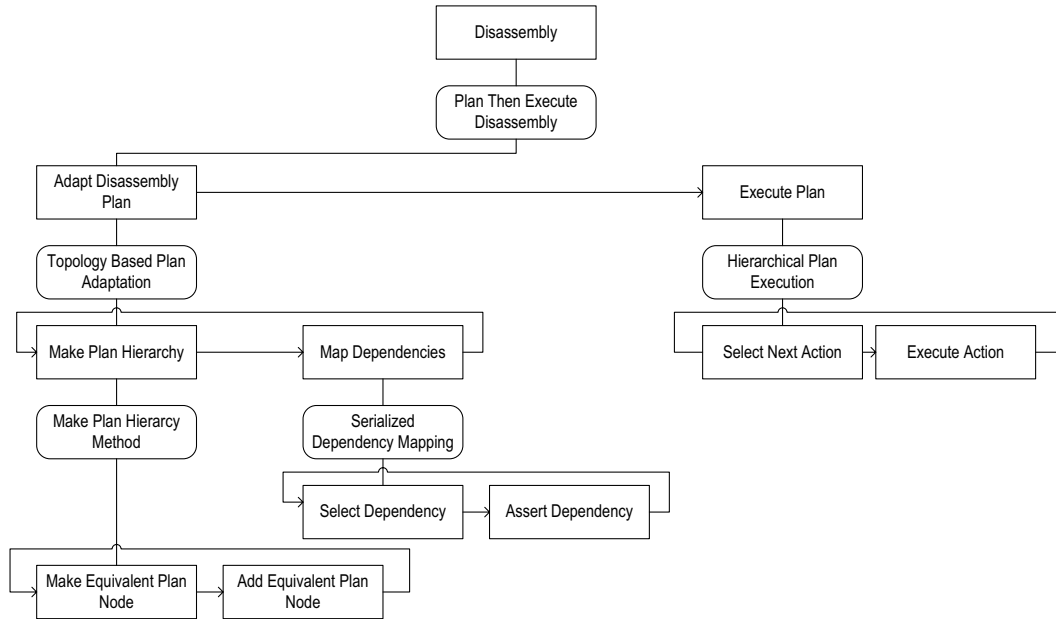 Disassembly
Plan Then Execute
Disassembly
Adapt Disassembly
Plan
Execute Plan
Topology Based Plan
Adaptation
Hierarchical Plan
Execution
Make Plan Hierarchy
Map Dependencies
Select Next Action
Execute Action
Make Plan Hierarcy
Method
Serialized
Dependency Mapping
Select Dependency
Assert Dependency
Make Equivalent Plan
Node
Add Equivalent Plan
Node